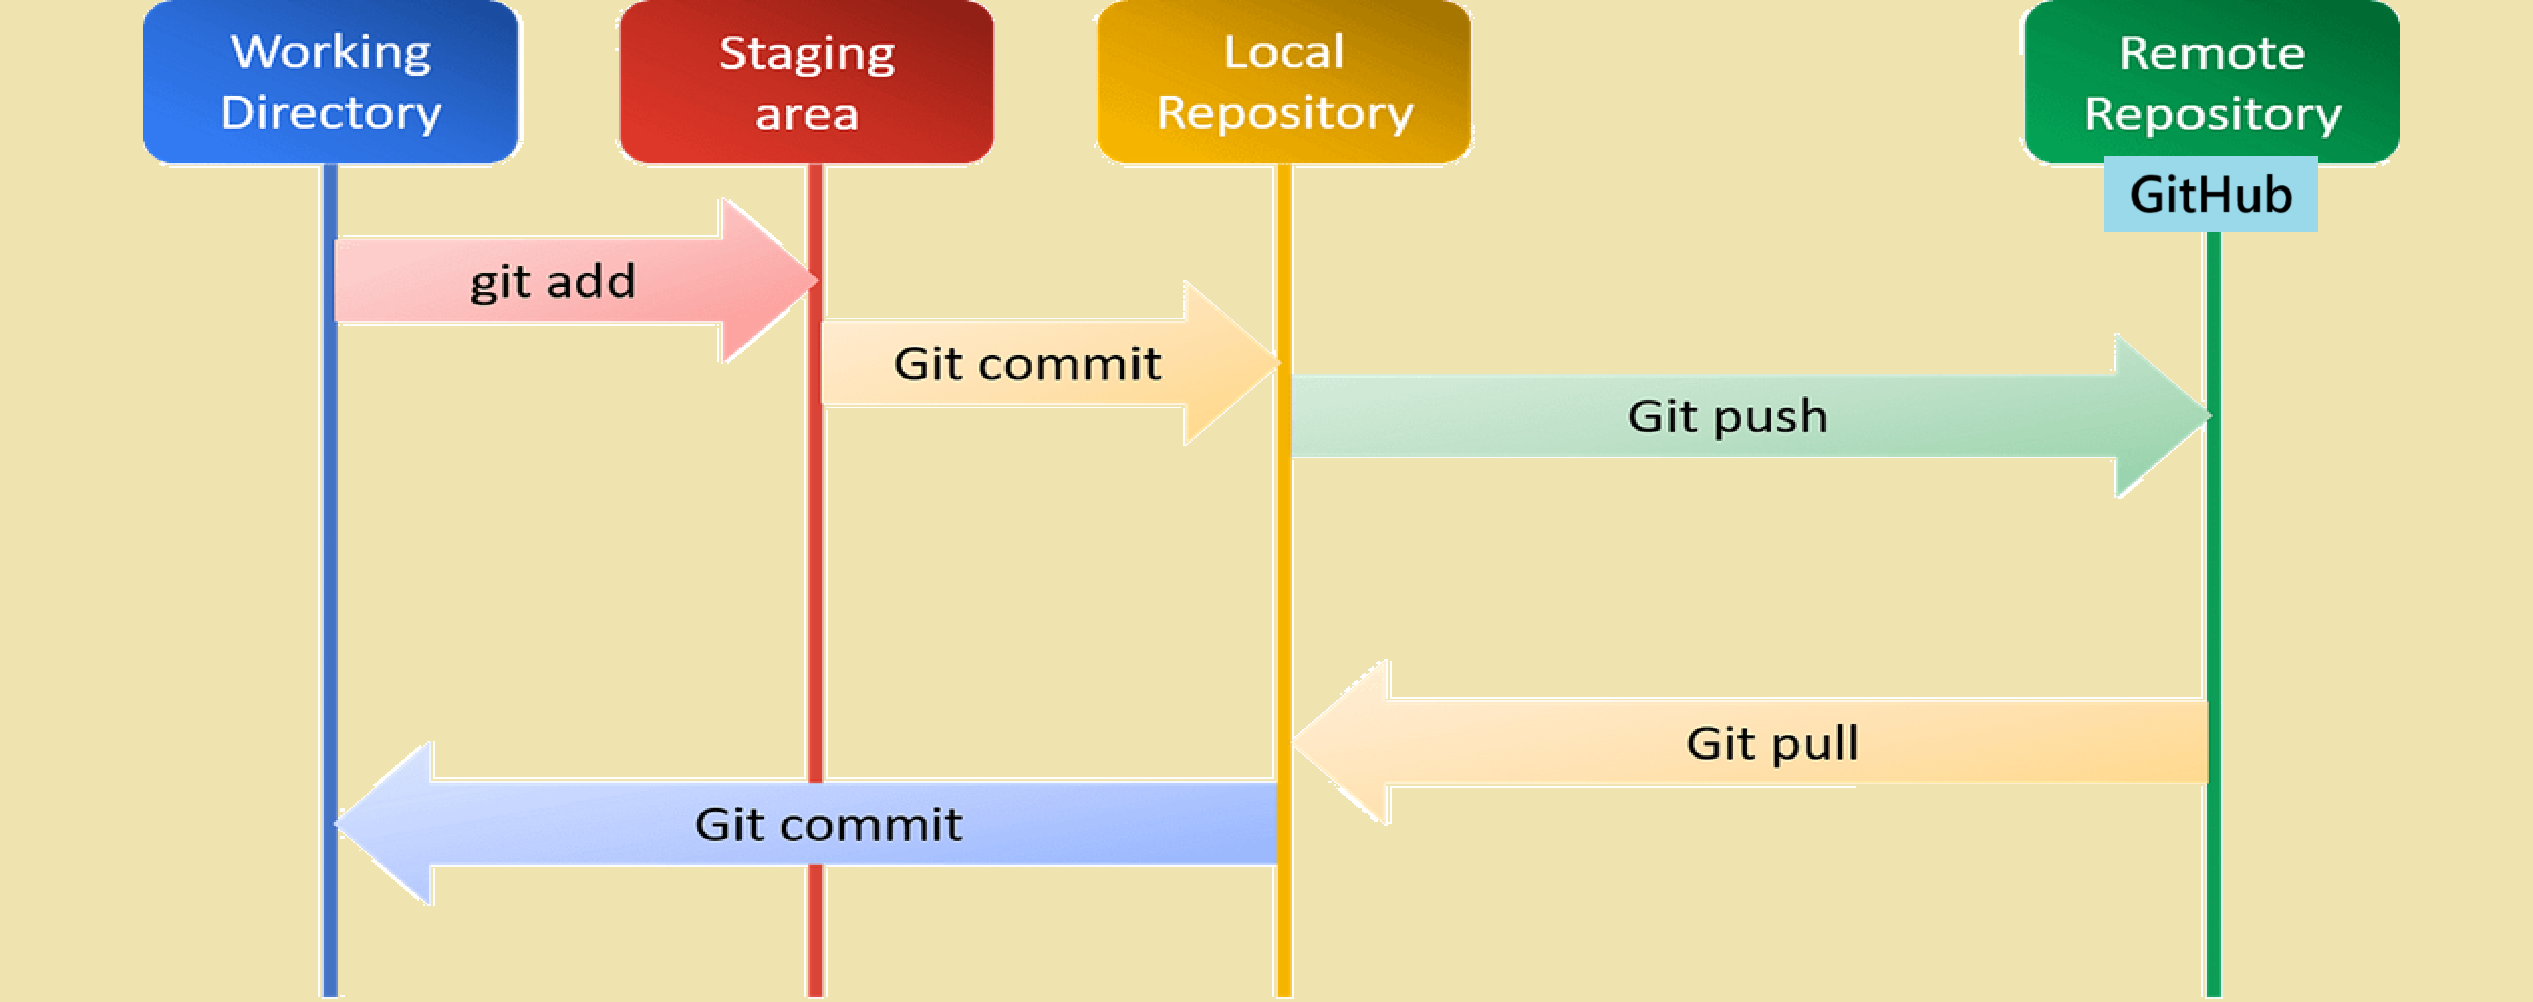 Working
Directory
Staging
area
Local
Repository
Remote
Repository
GitHub
git add
Git commit
Git push
Git pull
Git commit